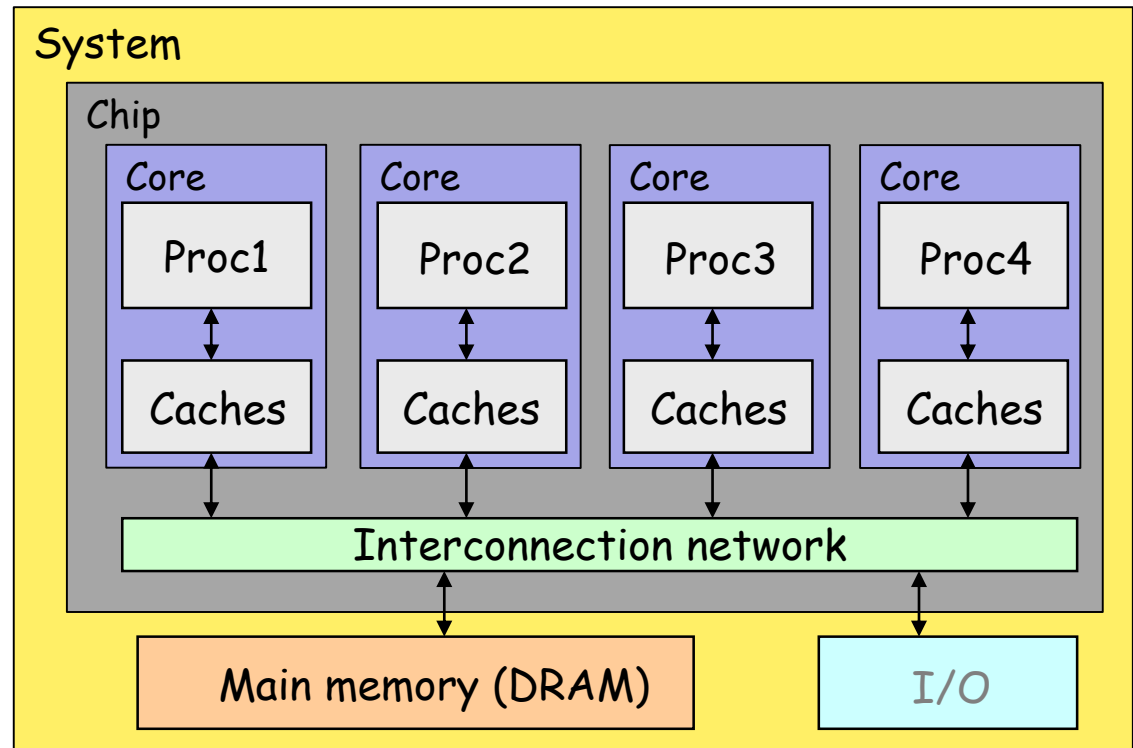 System
Chip
Core
Core
Core
Core
Proc1
Proc2
Proc3
Proc4
Caches
Caches
Caches
Caches
Interconnection network
Main memory (DRAM)
I/O